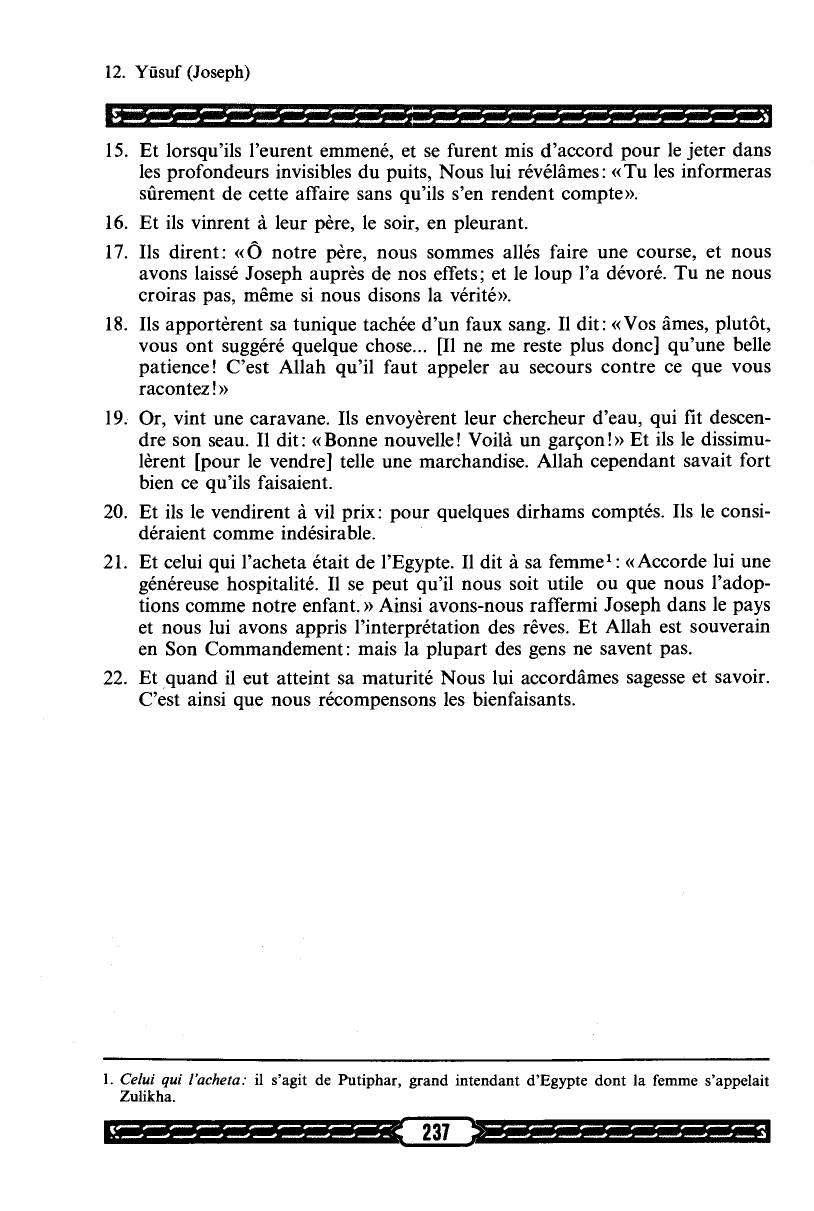 12. Yūsuf (Joseph)
15. Et lorsqu'ils l'eurent emmené, et se furent mis d'accord pour le jeter dans
les profondeurs invisibles du puits, Nous lui révélâmes: «Tu les informeras
sûrement de cette affaire sans qu'ils s'en rendent compte».
16. Et ils vinrent à leur père, le soir, en pleurant.
17. Ils dirent: «Ô notre père, nous sommes allés faire une course, et nous
avons laissé Joseph auprès de nos effets; et le loup l'a dévoré. Tu ne nous
croiras pas, même si nous disons la vérité».
18. Ils apportèrent sa tunique tachée d'un faux sang. Il dit: «Vos âmes, plutôt,
vous ont suggéré quelque chose... [Il ne me reste plus donc] qu'une belle
patience! C'est Allah qu'il faut appeler au secours contre ce que vous
racontez!»
19. Or, vint une caravane. Ils envoyèrent leur chercheur d'eau, qui fit descen-
dre son seau. Il dit: «Bonne nouvelle! Voilà un garçon!» Et ils le dissimu-
lèrent [pour le vendre] telle une marchandise. Allah cependant savait fort
bien ce qu'ils faisaient.
20. Et ils le vendirent à vil prix: pour quelques dirhams comptés. Ils le consi-
déraient comme indésirable.
21. Et celui qui l'acheta était de l'Egypte. Il dit à sa femme¹: «Accorde lui une
généreuse hospitalité. Il se peut qu'il nous soit utile ou que nous l'adop-
tions comme notre enfant.» Ainsi avons-nous raffermi Joseph dans le pays
et nous lui avons appris l'interprétation des rêves. Et Allah est souverain
en Son Commandement: mais la plupart des gens ne savent pas.
22. Et quand il eut atteint sa maturité Nous lui accordâmes sagesse et savoir.
C'est ainsi que nous récompensons les bienfaisants.
1. Celui qui l'acheta: il s'agit de Putiphar, grand intendant d'Egypte dont la femme s'appelait
Zulikha.
237